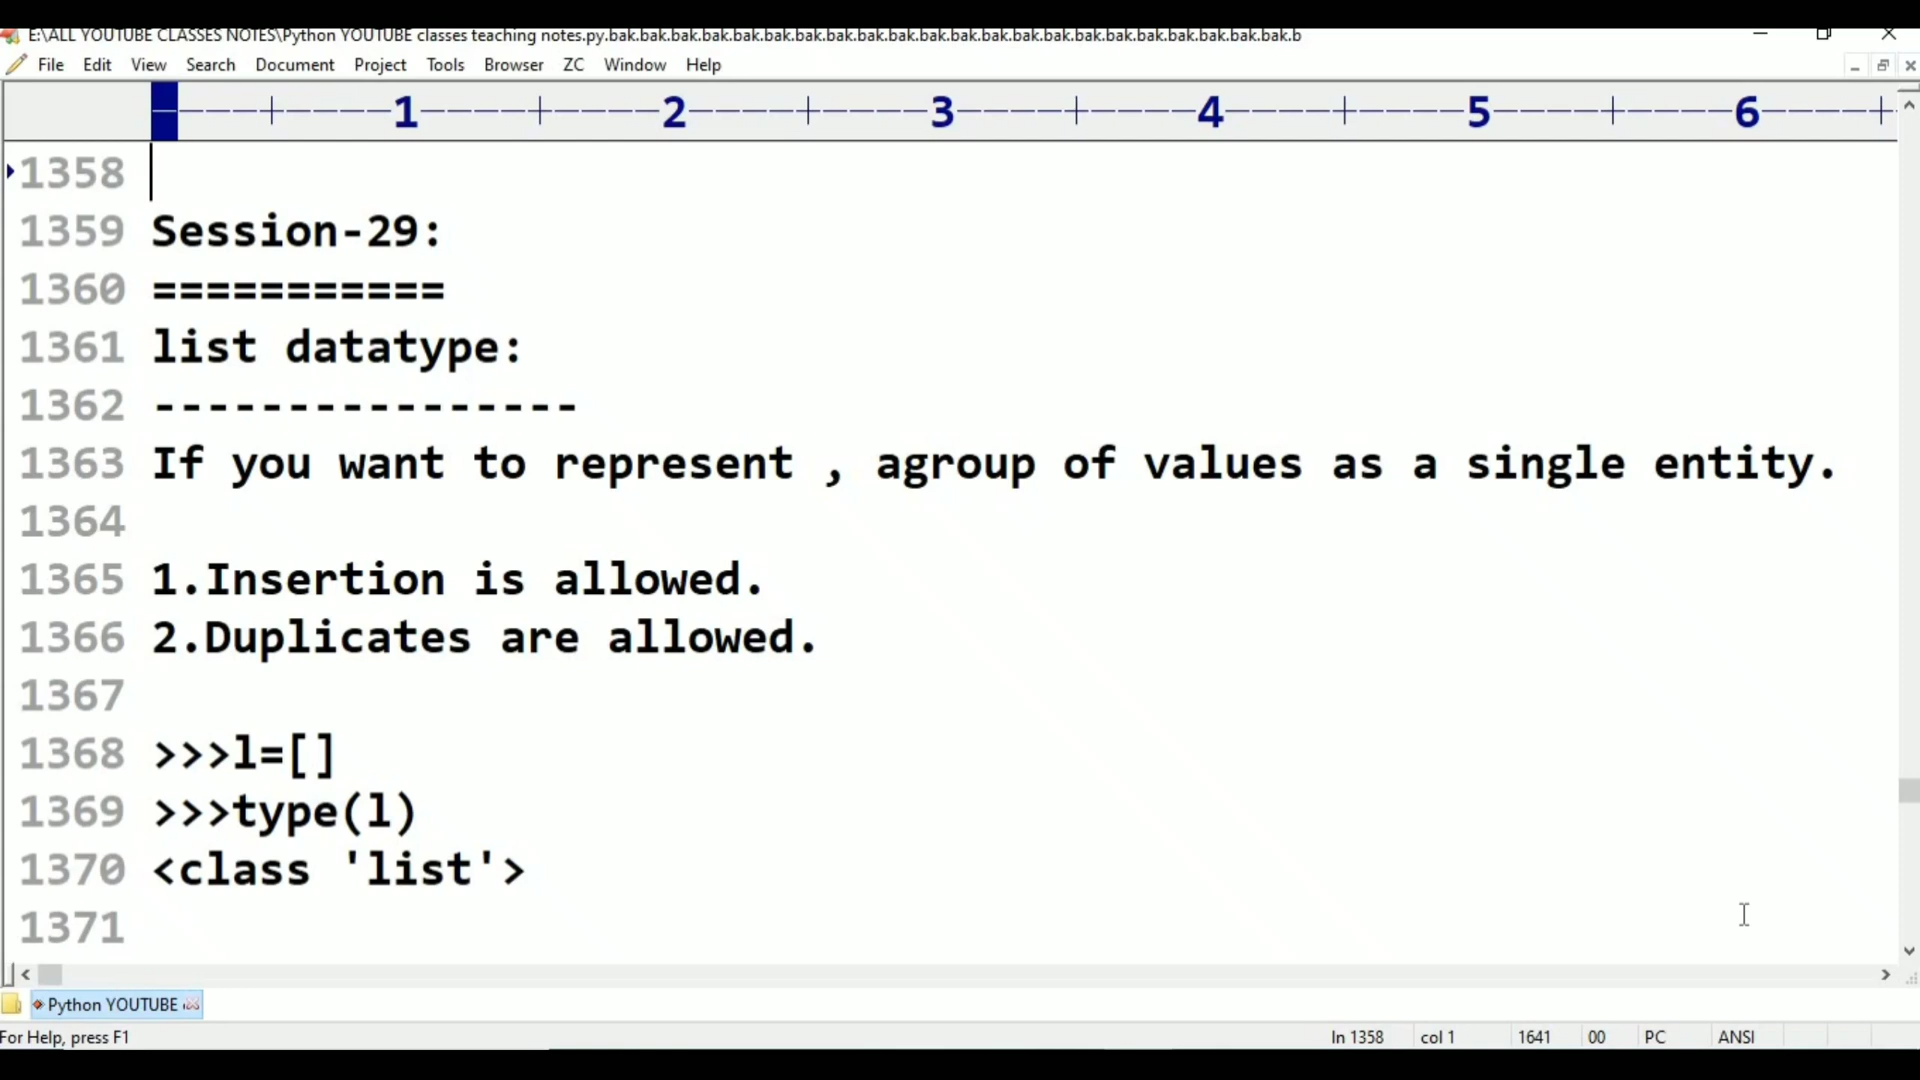 E:\ALL YOUTUBE CLASSES NOTES\Python YOUTUBE classes teaching notes.py.bak.bak.bak.bak.bak.bak.bak.bak.bak.bak.bak.bak.bak.bak.bak.bak.bak.bak.bak.bak.bak.bak.b
File Edit View Search Document Project Tools Browser ZC Window Help
1 2 3 4 5 6
1358
1359 Session-29:
1360 ===========
1361 list datatype:
1362 ----------------
1363 If you want to represent , agroup of values as a single entity.
1364
1365 1.Insertion is allowed.
1366 2.Duplicates are allowed.
1367
1368 >>>l=[]
1369 >>>type(l)
1370 <class 'list'>
1371
Python YOUTUBE
For Help, press F1 ln 1358 col 1 1641 00 PC ANSI